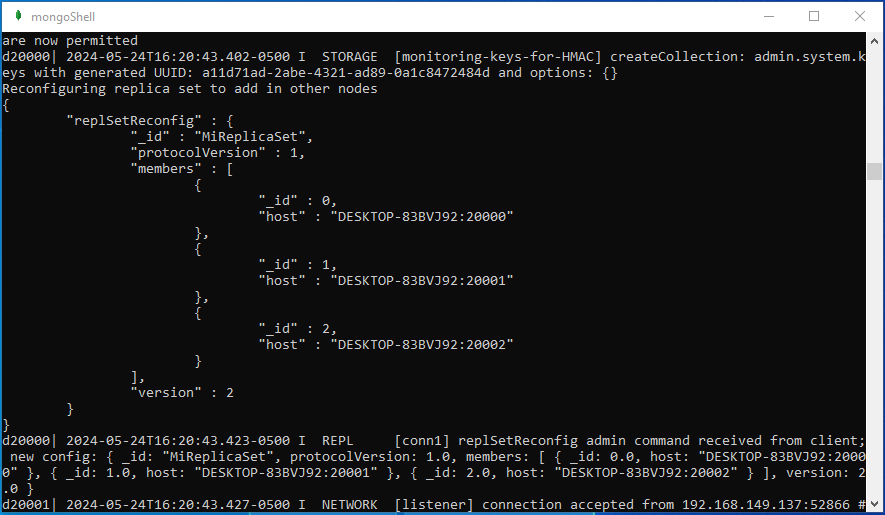 mongoShell
are now permitted
d20000| 2024-05-24T16:20:43.402-0500 I  STORAGE  [monitoring-keys-for-HMAC] createCollection: admin.system.k
eys with generated UUID: a11d71ad-2abe-4321-ad89-0a1c8472484d and options: {}
Reconfiguring replica set to add in other nodes
{
        "replSetReconfig" : {
                "_id" : "MiReplicaSet",
                "protocolVersion" : 1,
                "members" : [
                        {
                                "_id" : 0,
                                "host" : "DESKTOP-83BVJ92:20000"
                        },
                        {
                                "_id" : 1,
                                "host" : "DESKTOP-83BVJ92:20001"
                        },
                        {
                                "_id" : 2,
                                "host" : "DESKTOP-83BVJ92:20002"
                        }
                ],
                "version" : 2
        }
}
d20000| 2024-05-24T16:20:43.423-0500 I  REPL     [conn1] replSetReconfig admin command received from client;
 new config: { _id: "MiReplicaSet", protocolVersion: 1.0, members: [ { _id: 0.0, host: "DESKTOP-83BVJ92:2000
0" }, { _id: 1.0, host: "DESKTOP-83BVJ92:20001" }, { _id: 2.0, host: "DESKTOP-83BVJ92:20002" } ], version: 2
.0 }
d20001| 2024-05-24T16:20:43.427-0500 I  NETWORK  [listener] connection accepted from 192.168.149.137:52866 #